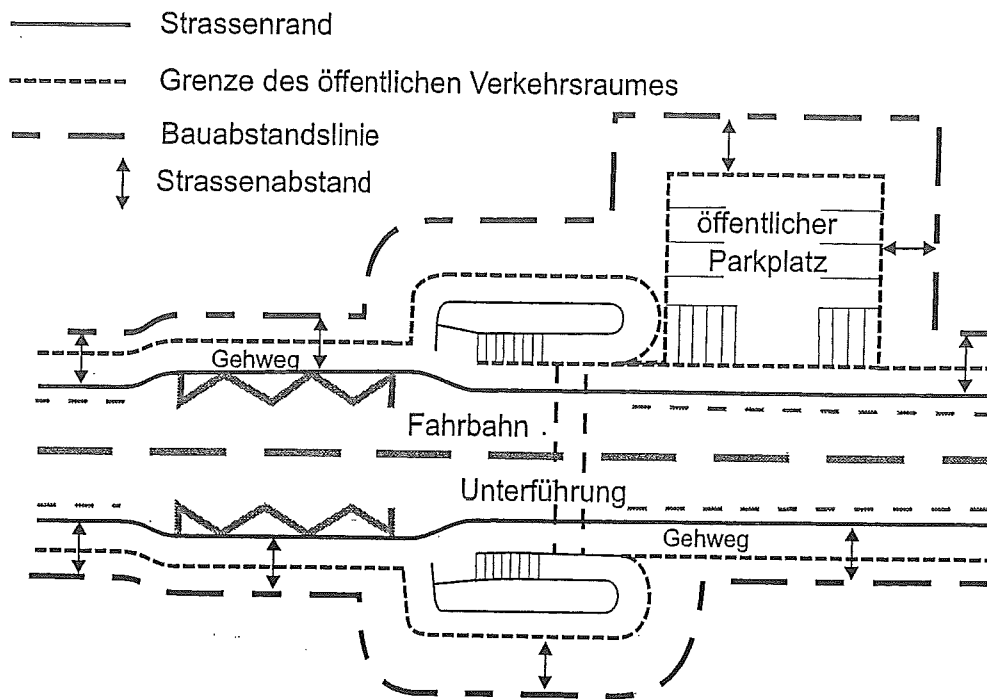 Strassenrand
Grenze des öffentlichen Verkehrsraumes
Bauabstandslinie
Strassenabstand
öffentlicher
Parkplatz
Gehweg
Fahrbahn
Unterführung
Gehweg